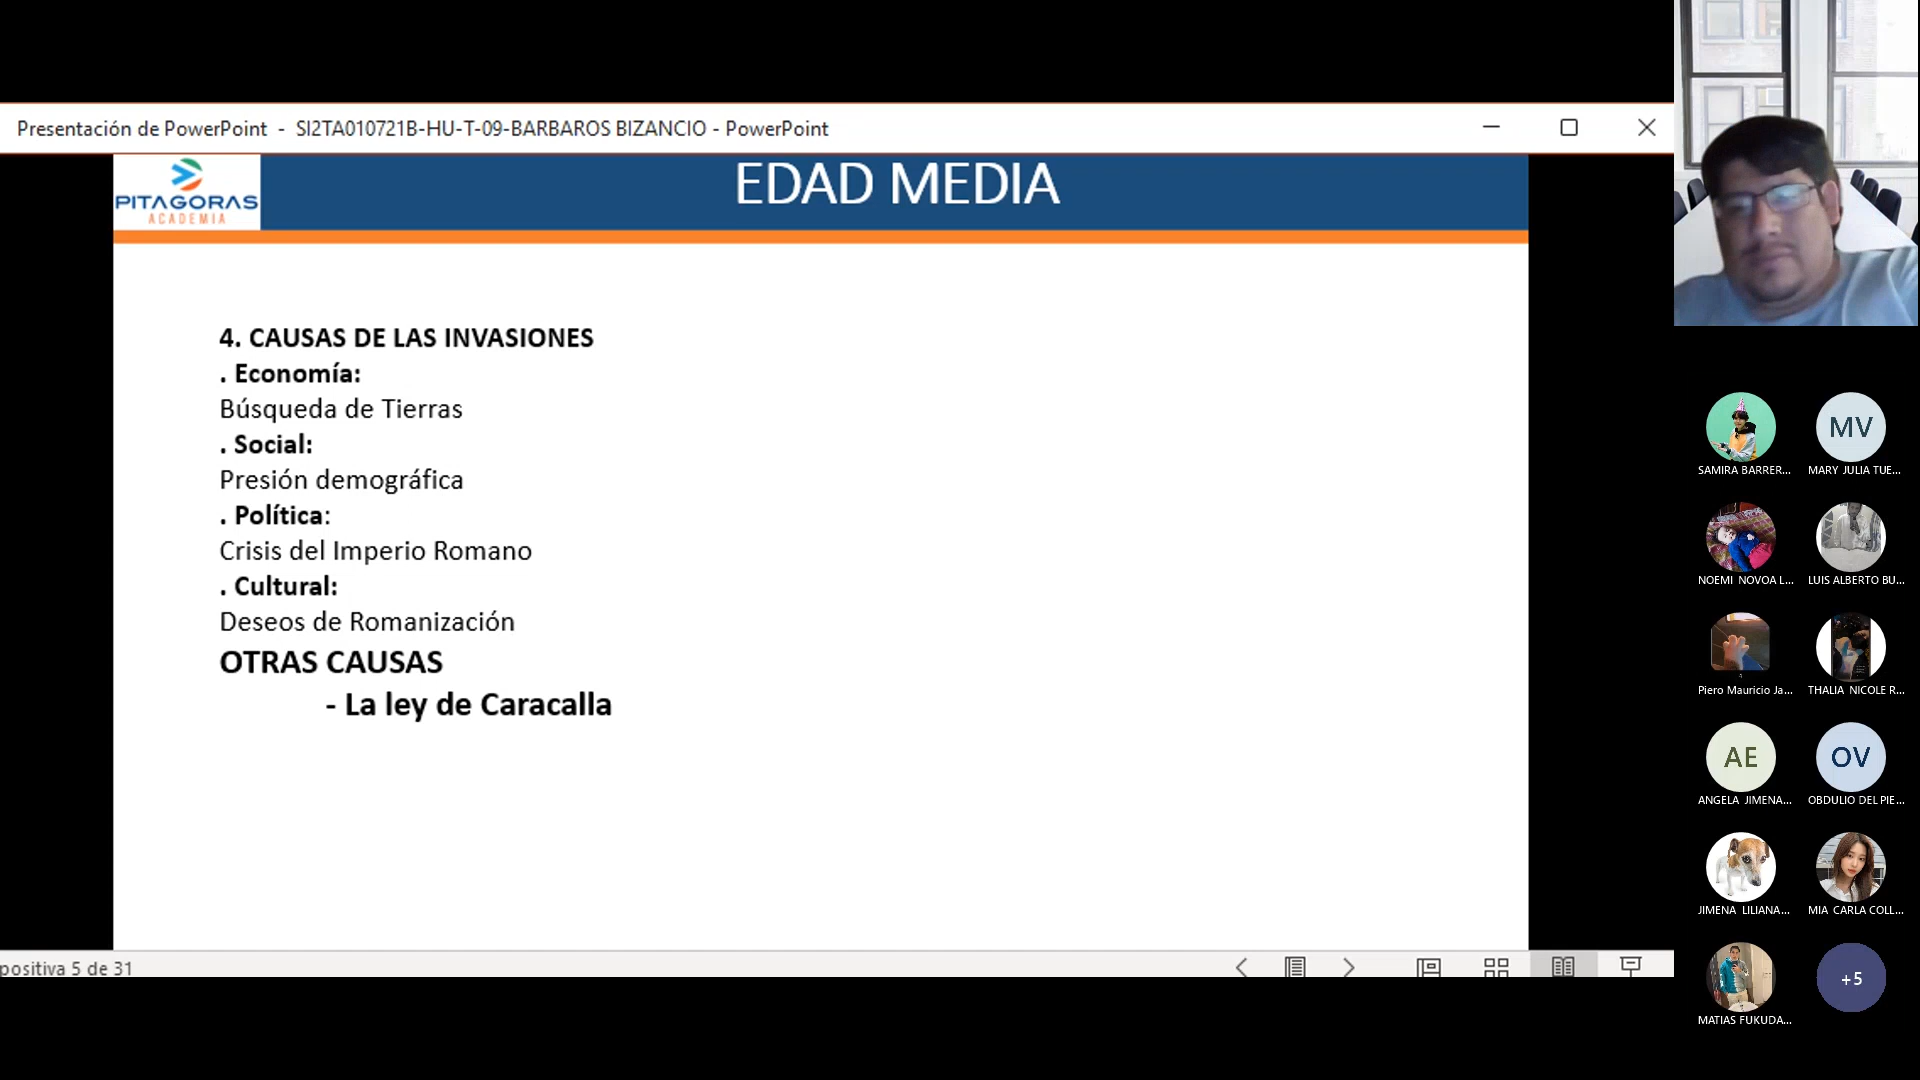 Presentación de PowerPoint - SI2TA010721B-HU-T-09-BARBAROS BIZANCIO - PowerPoint
PITAGORAS
ACADEMIA
EDAD MEDIA
4. CAUSAS DE LAS INVASIONES
. Economía:
Búsqueda de Tierras
. Social:
Presión demográfica
. Política:
Crisis del Imperio Romano
. Cultural:
Deseos de Romanización
OTRAS CAUSAS
- La ley de Caracalla
positiva 5 de 31
SAMIRA BARRER...
MV
MARY JULIA TUE...
NOEMI NOVOA L...
LUIS ALBERTO BU...
Piero Mauricio Ja...
THALIA NICOLE R...
AE
ANGELA JIMENA...
OV
OBDULIO DEL PIE...
JIMENA LILIANA...
MIA CARLA COLL...
MATIAS FUKUDA...
+5